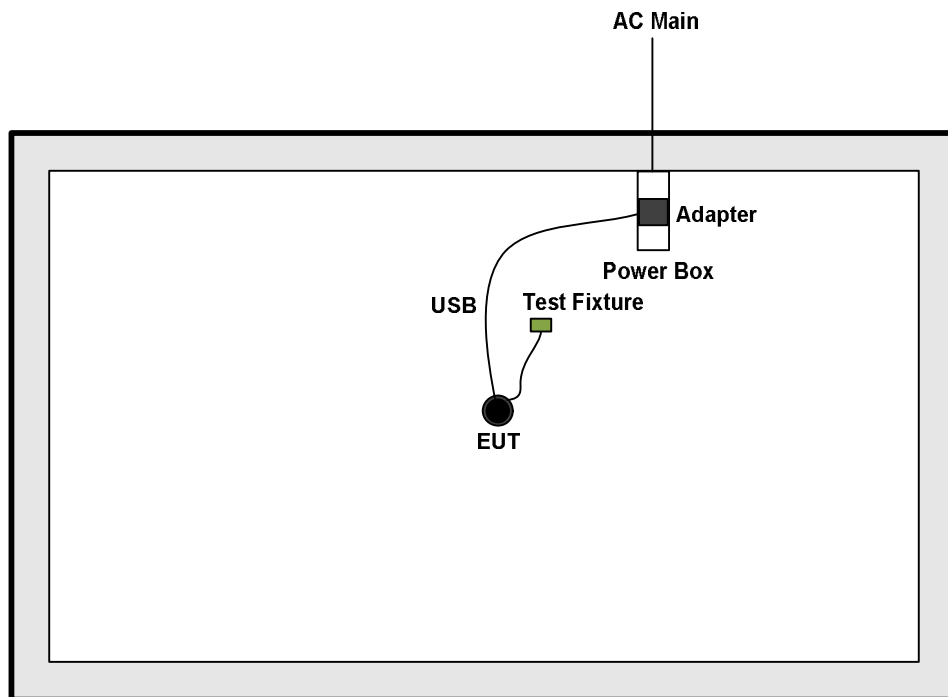 AC Main
Adapter
Power Box
Test Fixture
USB
EUT